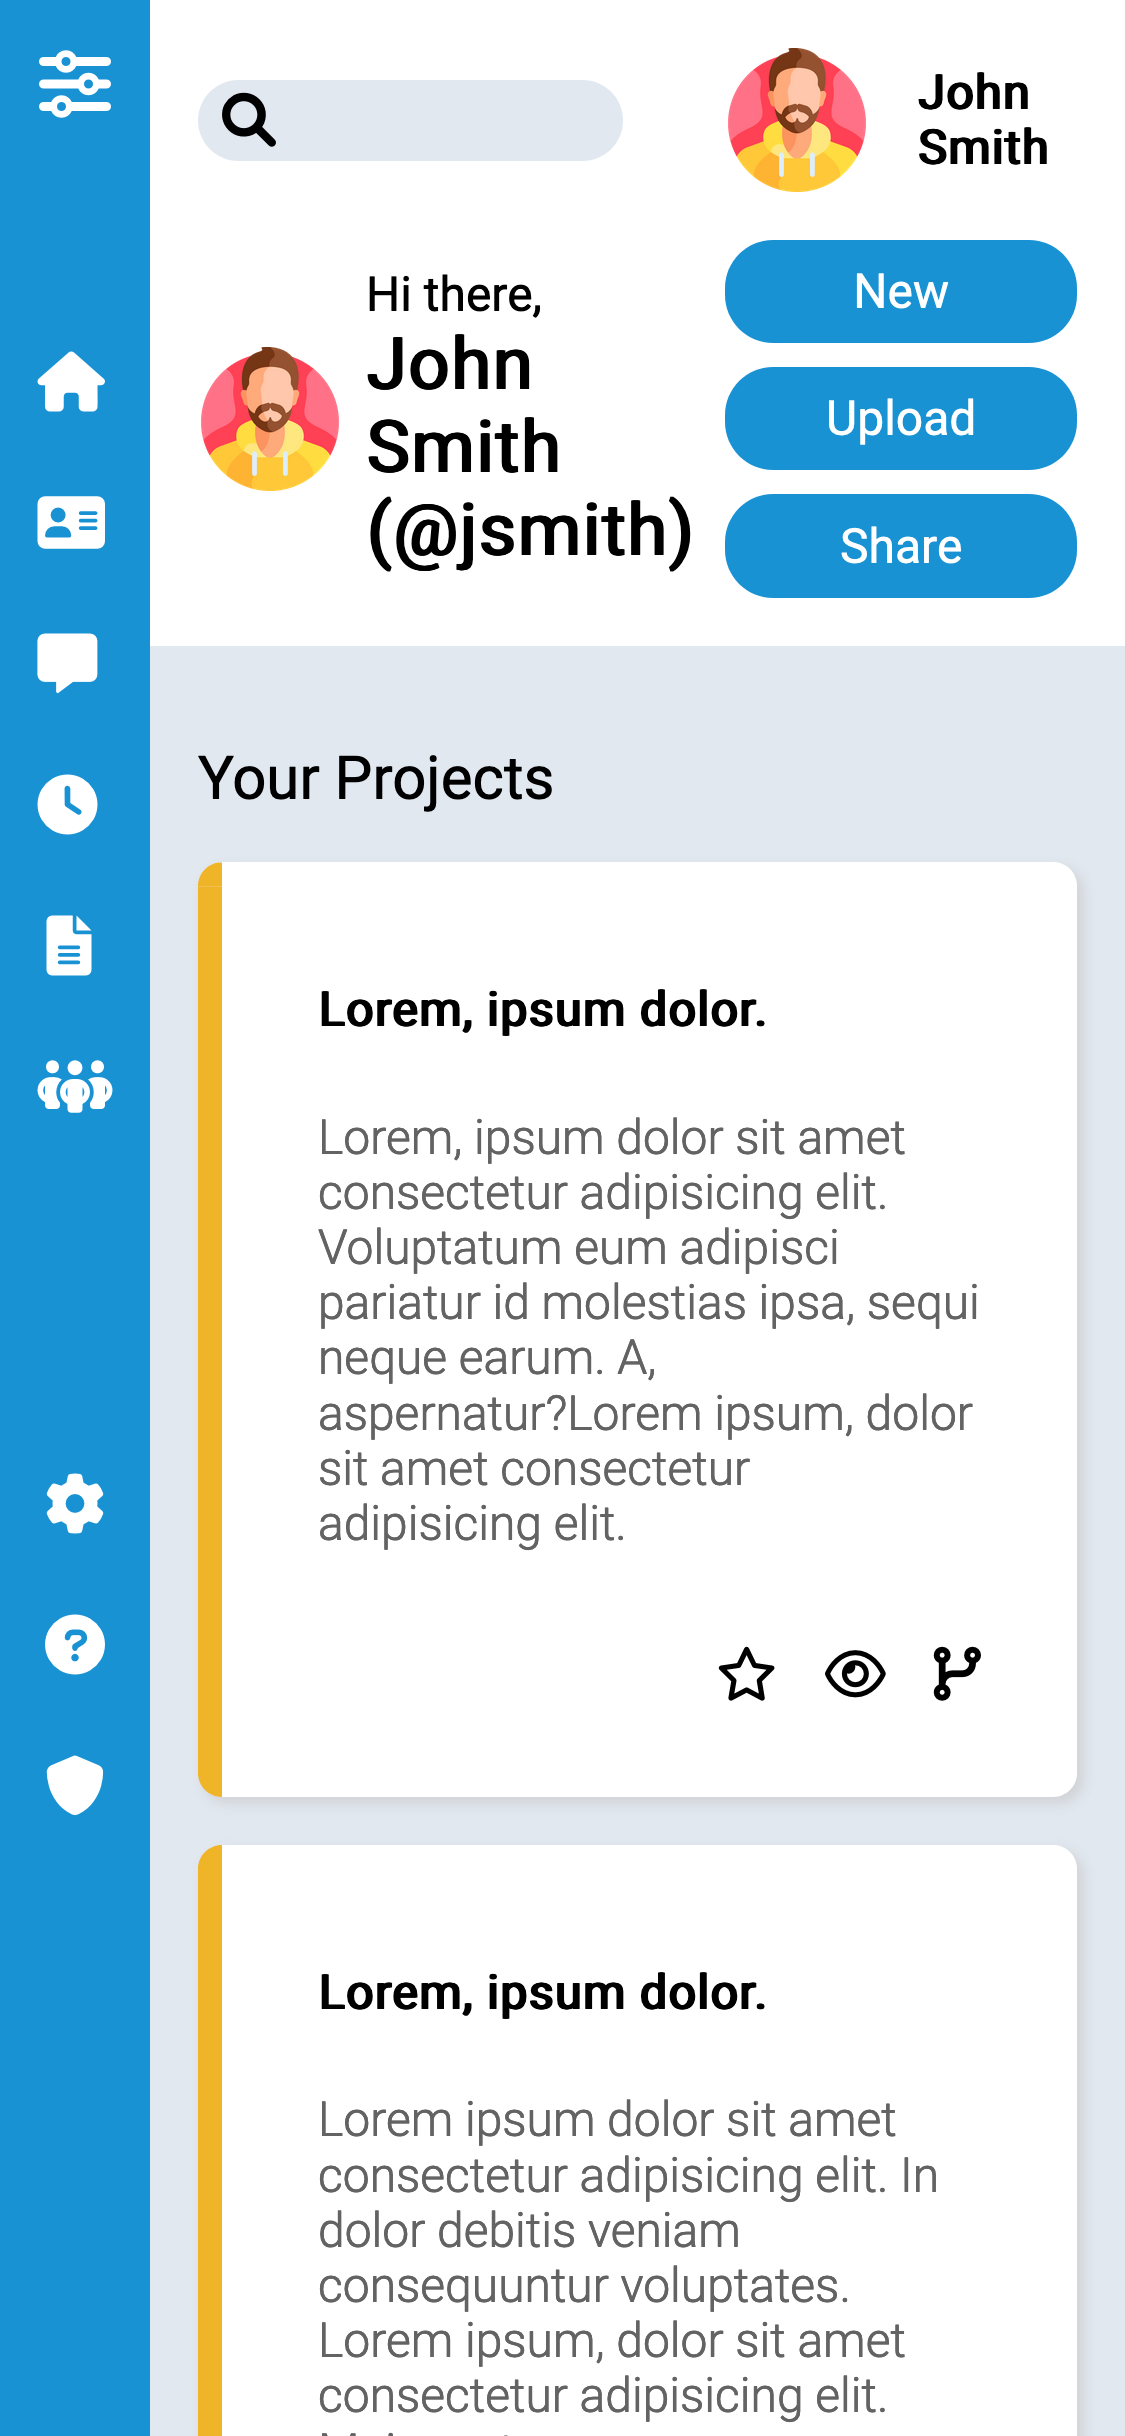 John
Smith
Hi there,
John
Smith
(@jsmith)
New
Upload
Share
Your Projects
Lorem, ipsum dolor.
Lorem, ipsum dolor sit amet
consectetur adipisicing elit.
Voluptatum eum adipisci
pariatur id molestias ipsa, sequi
neque earum. A,
aspernatur?Lorem ipsum, dolor
sit amet consectetur
adipisicing elit.
Lorem, ipsum dolor.
Lorem ipsum dolor sit amet
consectetur adipisicing elit. In
dolor debitis veniam
consequuntur voluptates.
Lorem ipsum, dolor sit amet
consectetur adipisicing elit.